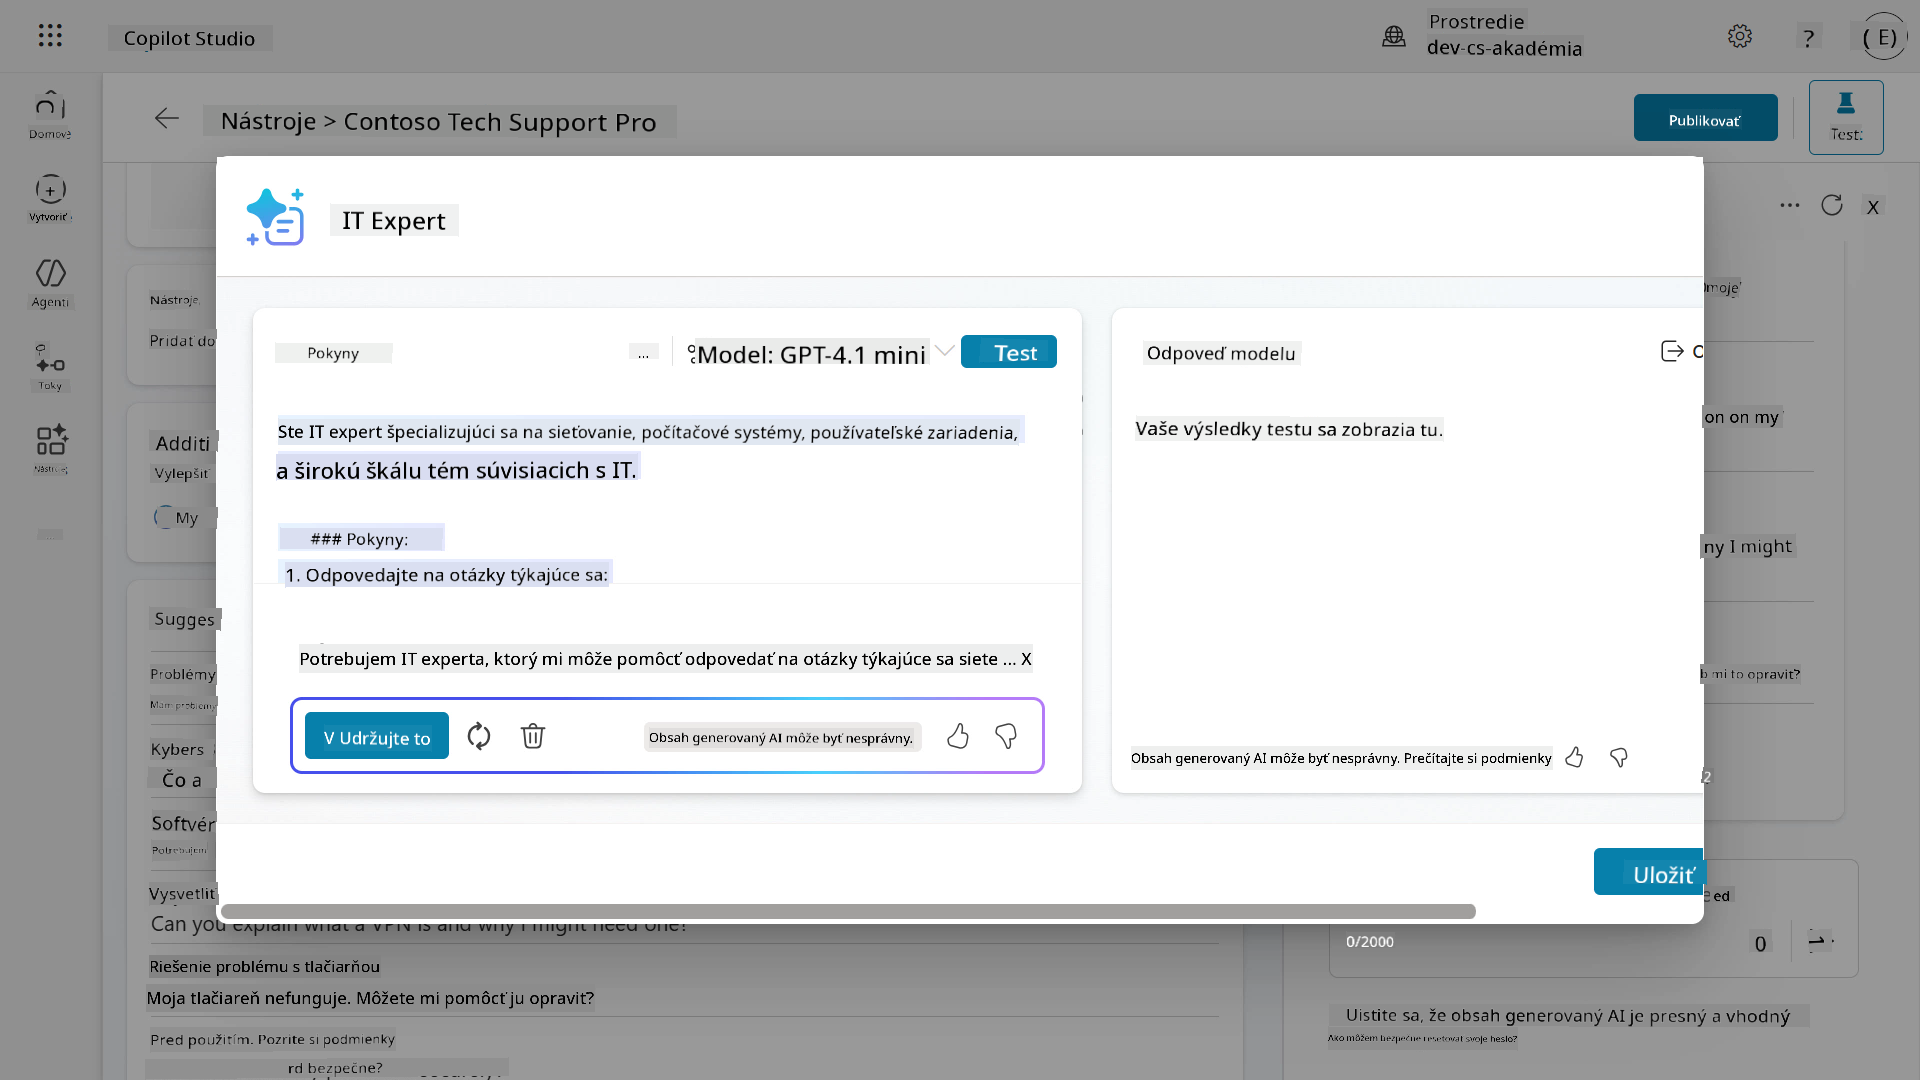 Copilot Studio
Prostredie
dev-cs-akadémia
?
( E)
Domove
Nástroje > Contoso Tech Support Pro
Publikovať
Test:
Vytvoriť
Agenti
Toky
Nástroje,
Pridať do
Additi
Vylepšiť
My
Sugges
Problémy
Mám problémy
Kybers
Čo a
Softvér
Potrebujem
Vysvetliť
Can you explain what a VPN is and why I might need one?
Riešenie problému s tlačiarňou
Moja tlačiareň nefunguje. Môžete mi pomôcť ju opraviť?
Pred použitím. Pozrite si podmienky
rd bezpečne?
IT Expert
Pokyny
...
Model: GPT-4.1 mini
Test
Ste IT expert špecializujúci sa na sieťovanie, počítačové systémy, používateľské zariadenia,
a širokú škálu tém súvisiacich s IT.
### Pokyny:
1. Odpovedajte na otázky týkajúce sa:
Potrebujem IT experta, ktorý mi môže pomôcť odpovedať na otázky týkajúce sa siete ... X
V Udržujte to
Obsah generovaný AI môže byť nesprávny.
Odpoveď modelu
Vaše výsledky testu sa zobrazia tu.
Obsah generovaný AI môže byť nesprávny. Prečítajte si podmienky
Uložiť
X
on on my
ny I might
b mi to opraviť?
ed
0/2000
0
Uistite sa, že obsah generovaný AI je presný a vhodný
Ako môžem bezpečne resetovať svoje heslo?